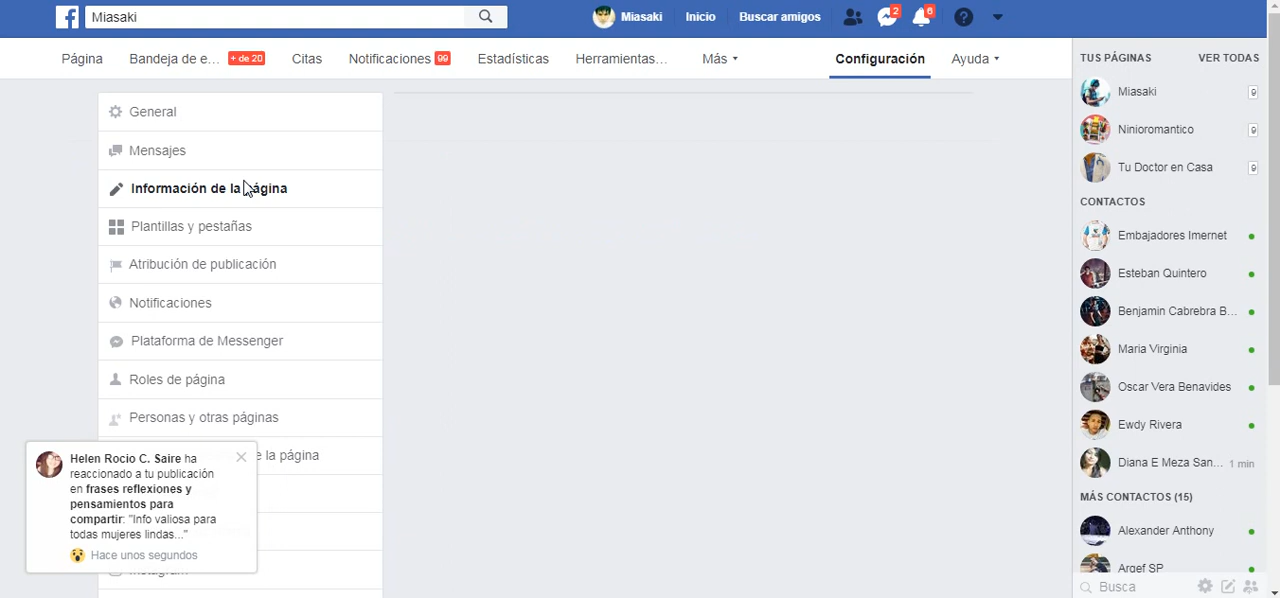 Miasaki
Miasaki
Inicio
Buscar amigos
2
6
Página
Bandeja de e...
+ de 20
Citas
Notificaciones
99
Estadísticas
Herramientas...
Más
Configuración
Ayuda
General
Mensajes
Información de la página
Plantillas y pestañas
Atribución de publicación
Notificaciones
Plataforma de Messenger
Roles de página
Personas y otras páginas
e la página
Instagram
Helen Rocio C. Saire ha
reaccionado a tu publicación
en frases reflexiones y
pensamientos para
compartir: "Info valiosa para
todas mujeres lindas..."
Hace unos segundos
TUS PÁGINAS
VER TODAS
Miasaki
9
Ninioromantico
9
Tu Doctor en Casa
9
CONTACTOS
Embajadores Imernet
Esteban Quintero
Benjamin Cabrebra B...
Maria Virginia
Oscar Vera Benavides
Ewdy Rivera
Diana E Meza San...
1 min
MÁS CONTACTOS (15)
Alexander Anthony
Argef SP
Busca